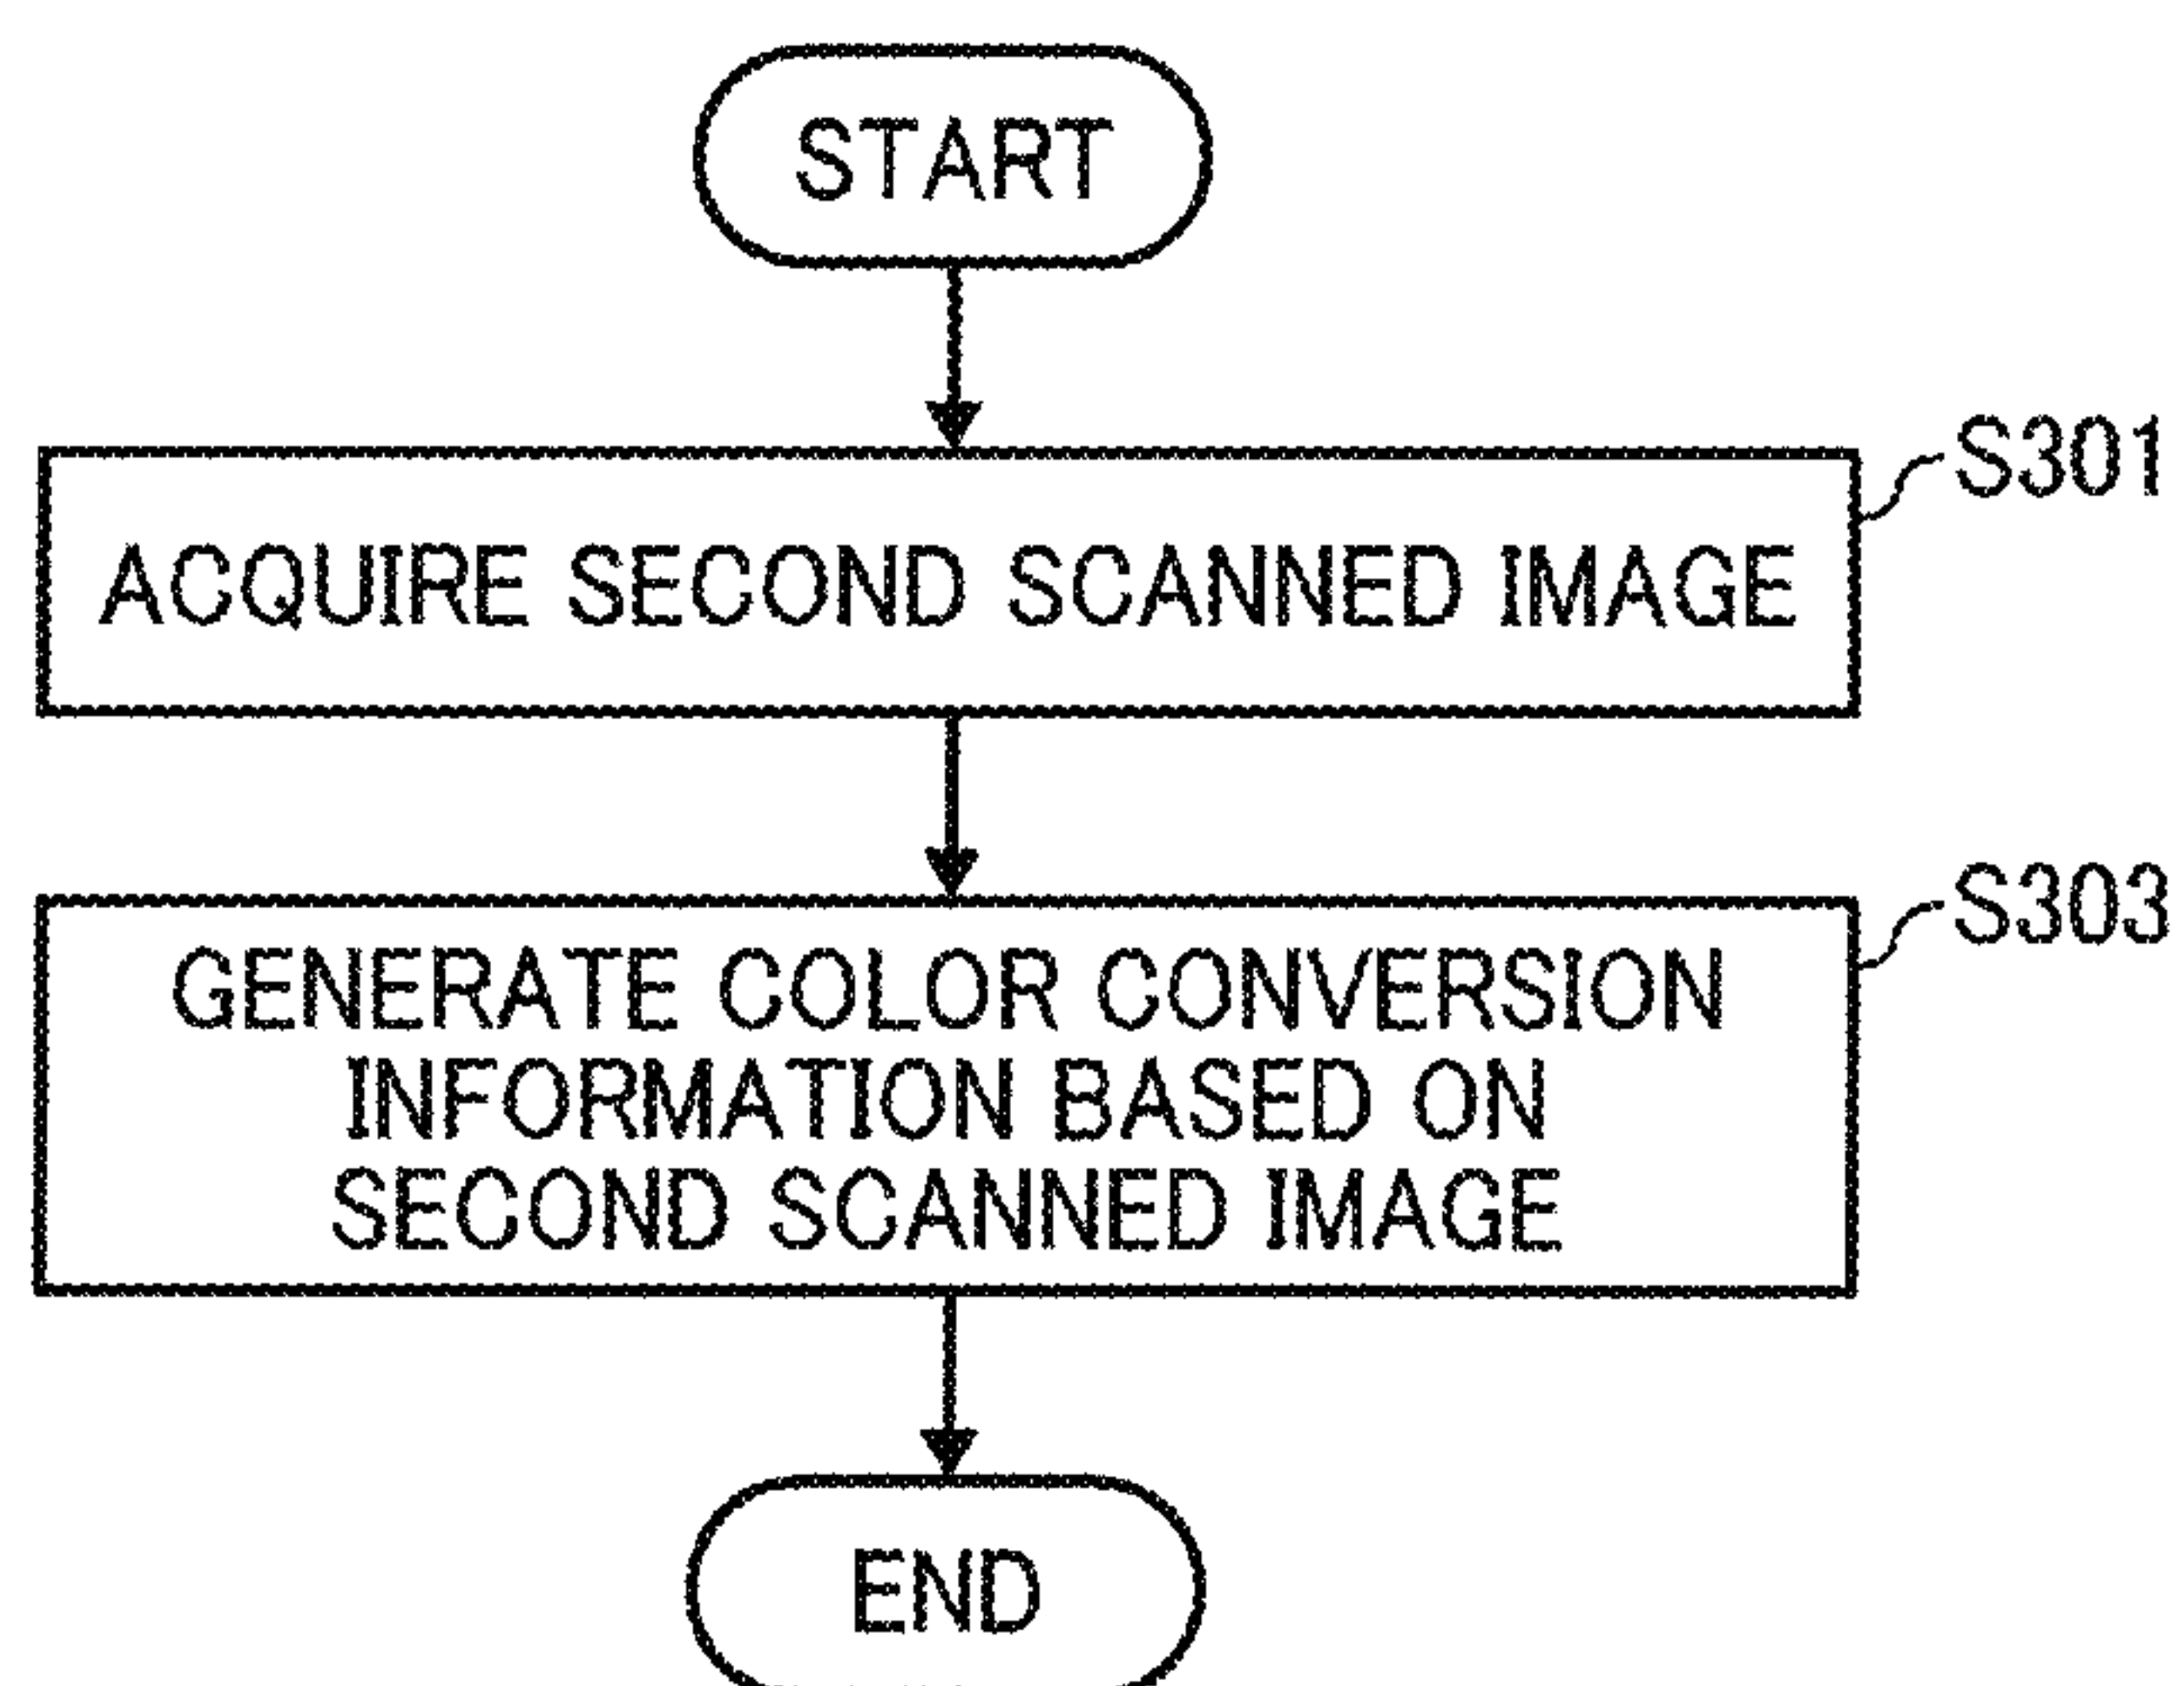 START
S301
ACQUIRE SECOND SCANNED IMAGE
S303
GENERATE COLOR CONVERSION
INFORMATION BASED ON
SECOND SCANNED IMAGE
END